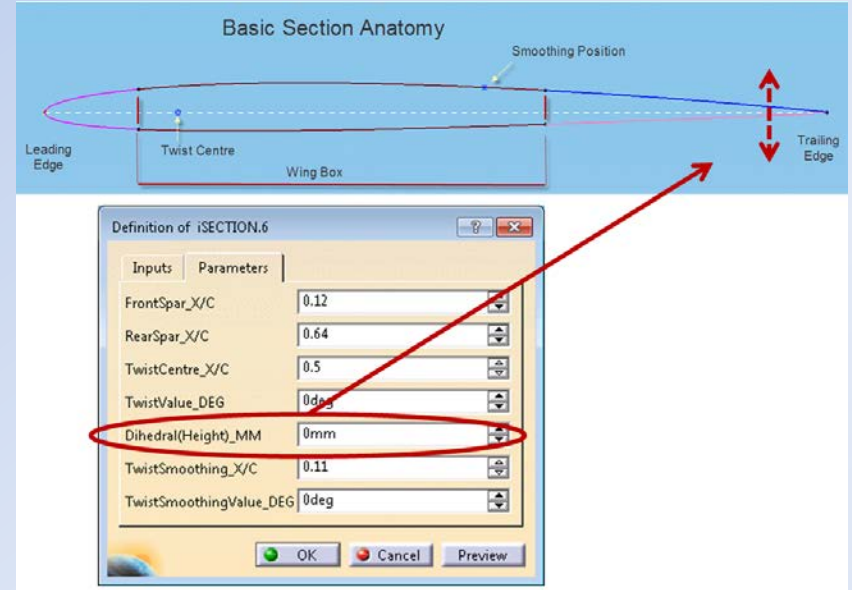 Basic Section Anatomy
Smoothing Position
Leading
Edge
Twist Centre
Trailing
Edge
Wing Box
Definition of iSECTION.6
?
Inputs Parameters
FrontSpar_X/C 0.12
RearSpar_X/C 0.64
TwistCentre_X/C 0.5
TwistValue_DEG 0deg
Dihedral(Height)_MM 0mm
TwistSmoothing_X/C 0.11
TwistSmoothingValue_DEG 0deg
OK Cancel Preview